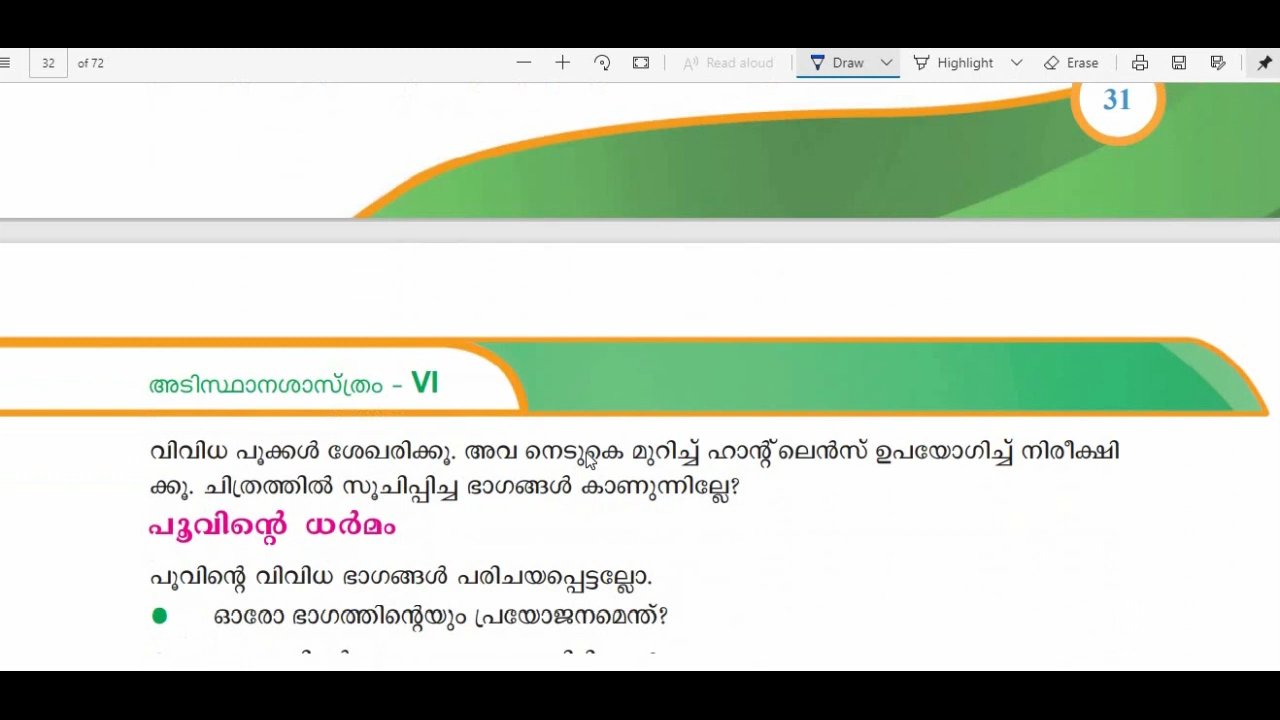 32 of 72 Read aloud Draw Highlight Erase
31
അടിസ്ഥാനശാസ്ത്രം - VI
വിവിധ പൂക്കൾ ശേഖരിക്കൂ. അവ നെടുകെ മുറിച്ച് ഹാന്റ് ലെൻസ് ഉപയോഗിച്ച് നിരീക്ഷി
ക്കൂ. ചിത്രത്തിൽ സൂചിപ്പിച്ച ഭാഗങ്ങൾ കാണുന്നില്ലേ?
പൂവിന്റെ ധർമം
പൂവിന്റെ വിവിധ ഭാഗങ്ങൾ പരിചയപ്പെട്ടല്ലോ.
ഓരോ ഭാഗത്തിന്റെയും പ്രയോജനമെന്ത്?